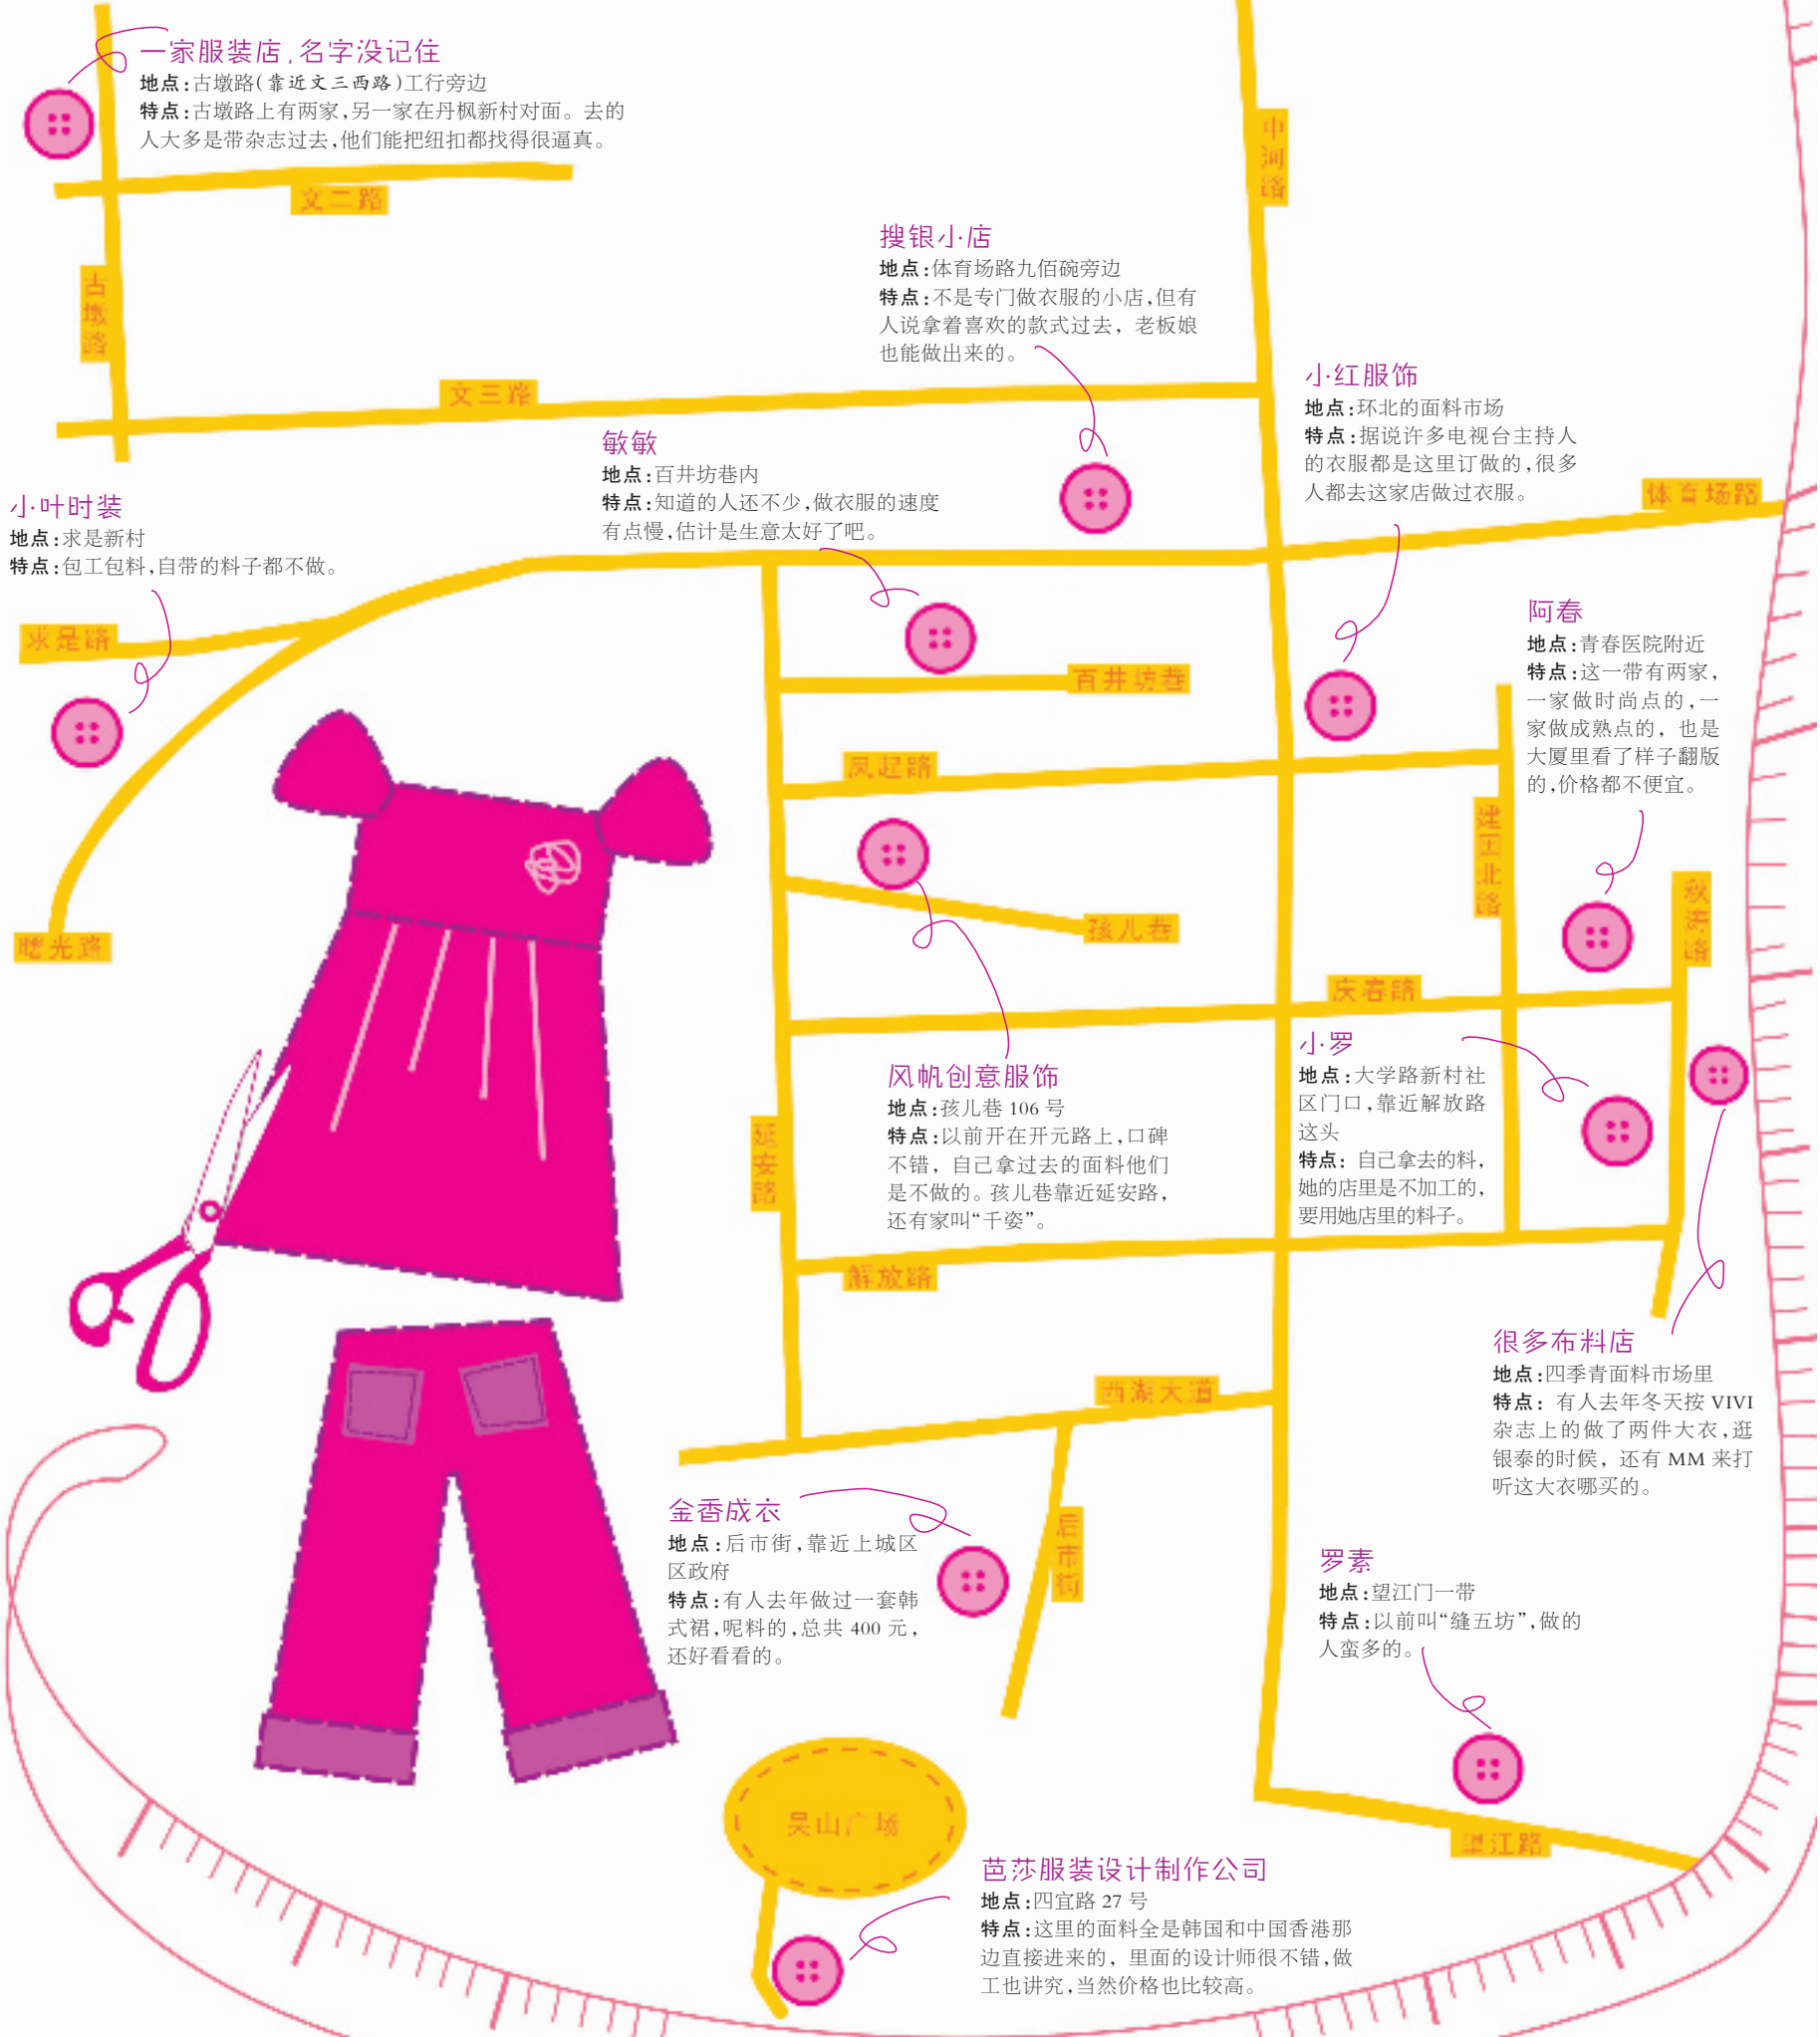 一家服装店,名字没记住
地点:古墩路(靠近文三西路)工行旁边
特点:古墩路上有两家,另一家在丹枫新村对面。去的
人大多是带杂志过去,他们能把纽扣都找得很逼真。
文二路
古墩路
中河路
搜银小店
地点:体育场路九佰碗旁边
特点:不是专门做衣服的小店,但有
人说拿着喜欢的款式过去,老板娘
也能做出来的。
文三路
小红服饰
地点:环北的面料市场
特点:据说许多电视台主持人
的衣服都是这里订做的,很多
人都去这家店做过衣服。
敏敏
地点:百井坊巷内
特点:知道的人还不少,做衣服的速度
有点慢,估计是生意太好了吧。
体育场路
小叶时装
地点:求是新村
特点:包工包料,自带的料子都不做。
求是路
阿春
地点:青春医院附近
特点:这一带有两家,
一家做时尚点的,一
家做成熟点的,也是
大厦里看了样子翻版
的,价格都不便宜。
百井坊巷
凤起路
建国北路
秋涛路
孩儿巷
曙光路
庆春路
小罗
地点:大学路新村社
区门口,靠近解放路
这头
特点:自己拿去的料,
她的店里是不加工的,
要用她店里的料子。
风帆创意服饰
地点:孩儿巷 106 号
特点:以前开在开元路上,口碑
不错,自己拿过去的面料他们
是不做的。孩儿巷靠近延安路,
还有家叫“千姿”。
延安路
解放路
很多布料店
地点:四季青面料市场里
特点:有人去年冬天按 VIVI
杂志上的做了两件大衣,逛
银泰的时候,还有 MM 来打
听这大衣哪买的。
西湖大道
金香成衣
地点:后市街,靠近上城区
区政府
特点:有人去年做过一套韩
式裙,呢料的,总共 400 元,
还好看看的。
后市街
罗素
地点:望江门一带
特点:以前叫“缝五坊”,做的
人蛮多的。
吴山广场
望江路
芭莎服装设计制作公司
地点:四宜路 27 号
特点:这里的面料全是韩国和中国香港那
边直接进来的,里面的设计师很不错,做
工也讲究,当然价格也比较高。